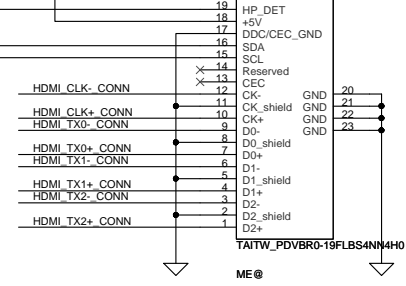 19 HP_DET
18 +5V
17 DDC/CEC_GND
16 SDA
15 SCL
14 Reserved
13 CEC
HDMI_CLK-_CONN 12 CK- GND 20
11 CK_shield GND 21
HDMI_CLK+_CONN 10 CK+ GND 22
HDMI_TX0-_CONN 9 D0- GND 23
8 D0_shield
HDMI_TX0+_CONN 7 D0+
HDMI_TX1-_CONN 6 D1-
5 D1_shield
HDMI_TX1+_CONN 4 D1+
HDMI_TX2-_CONN 3 D2-
2 D2_shield
HDMI_TX2+_CONN 1 D2+
TAITW_PDVBR0-19FLBS4NN4H0
ME@